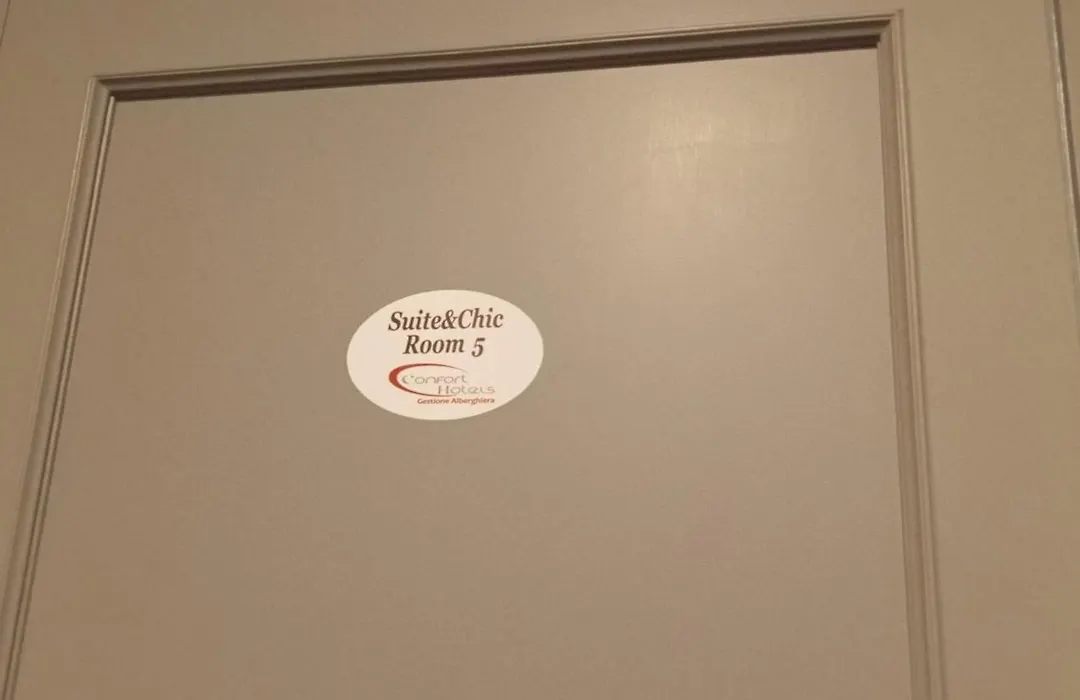 Suite&Chic
Room 5
Confort
Hotels
Gestione Alberghiera